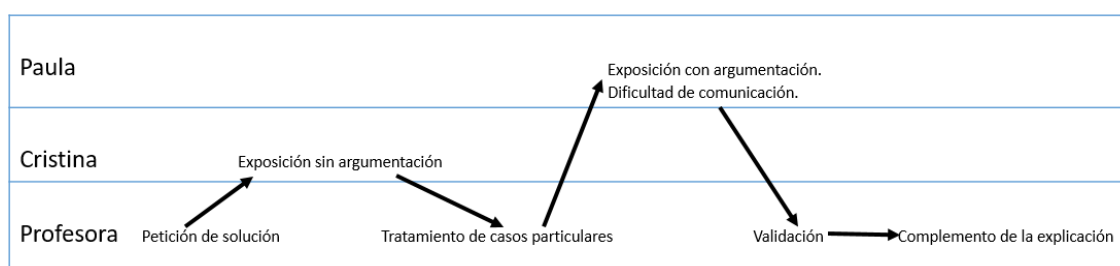 Paula
Exposición con argumentación.
Dificultad de comunicación.
Cristina
Exposición sin argumentación
Profesora
Petición de solución
Tratamiento de casos particulares
Validación
Complemento de la explicación